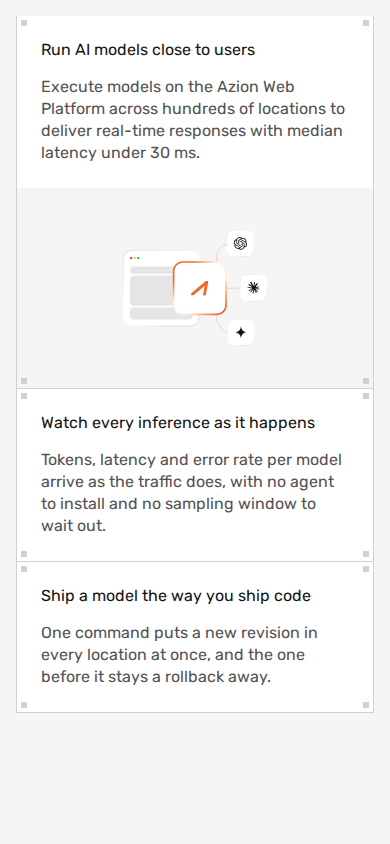 Run AI models close to users
Execute models on the Azion Web
Platform across hundreds of locations to
deliver real-time responses with median
latency under 30 ms.
Watch every inference as it happens
Tokens, latency and error rate per model
arrive as the traffic does, with no agent
to install and no sampling window to
wait out.
Ship a model the way you ship code
One command puts a new revision in
every location at once, and the one
before it stays a rollback away.